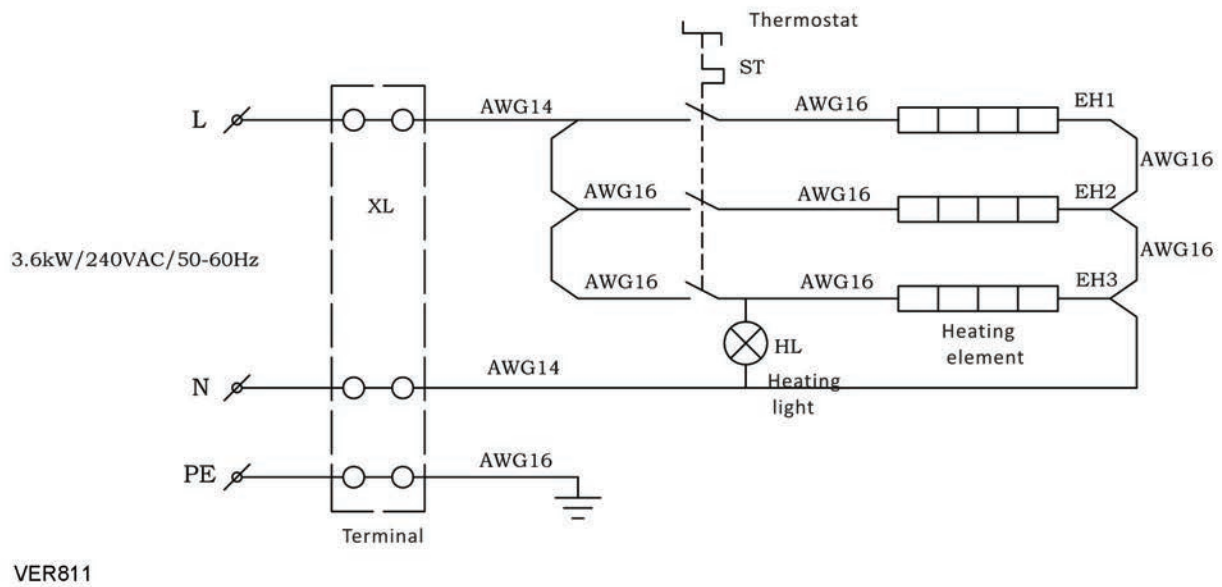 Thermostat
ST
L
AWG14
AWG16
EH1
AWG16
XL
AWG16
AWG16
EH2
3.6kW/240VAC/50-60Hz
AWG16
AWG16
AWG16
EH3
Heating
element
HL
N
AWG14
Heating
light
PE
AWG16
Terminal
VER811